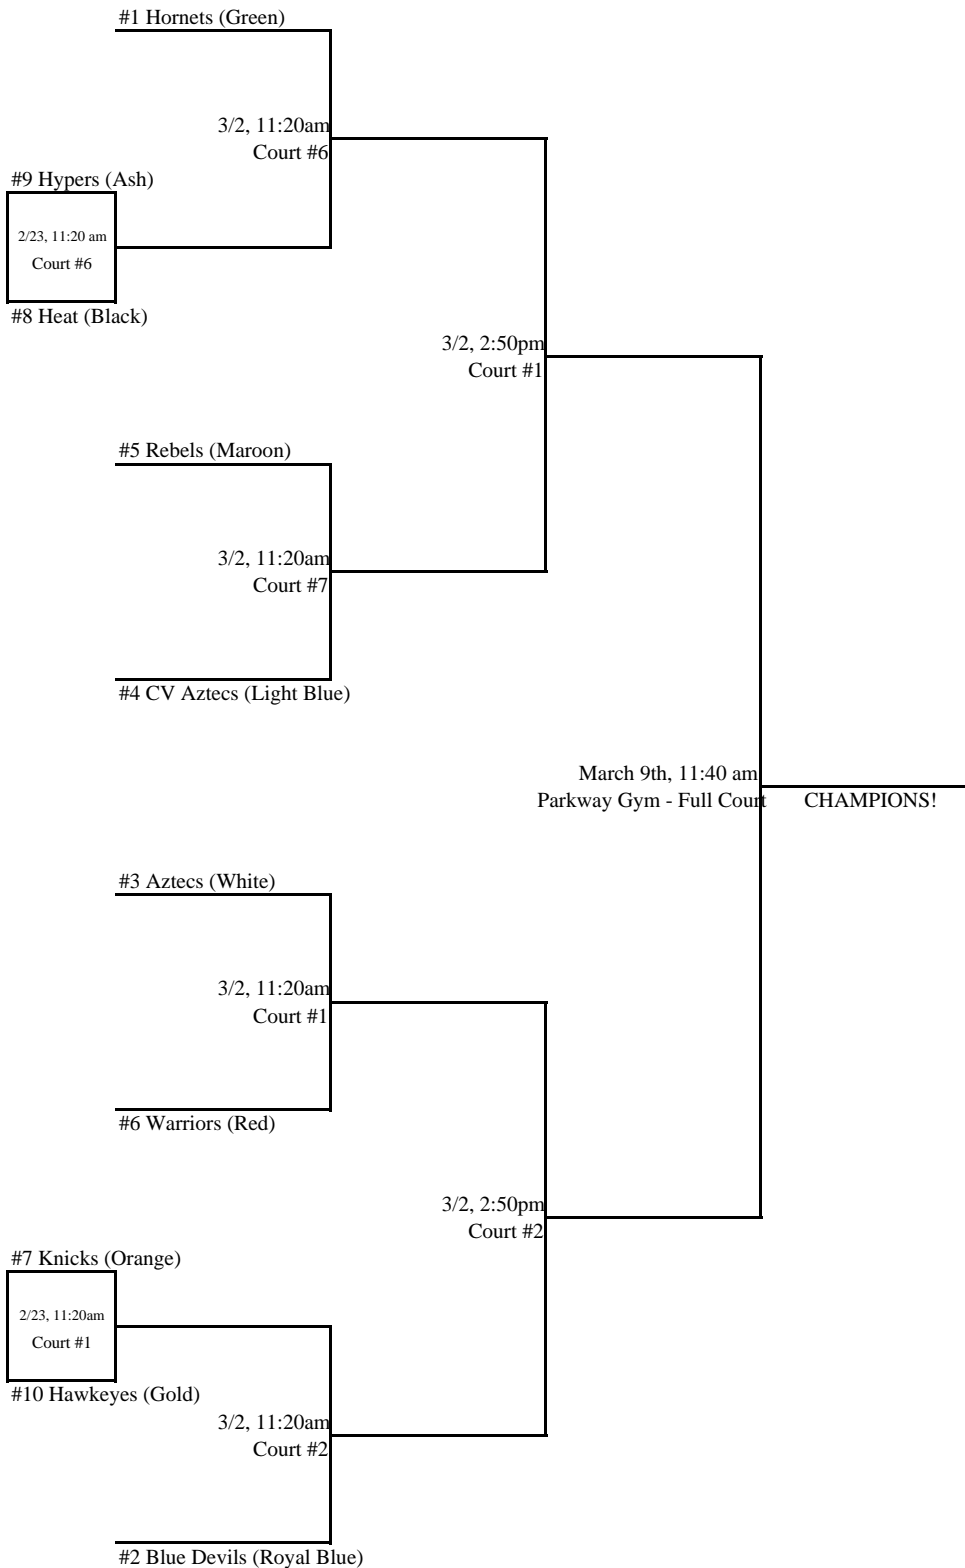 #1 Hornets (Green)
3/2, 11:20am
Court #6
#9 Hypers (Ash)
2/23, 11:20 am
Court #6
#8 Heat (Black)
3/2, 2:50pm
Court #1
#5 Rebels (Maroon)
3/2, 11:20am
Court #7
#4 CV Aztecs (Light Blue)
March 9th, 11:40 am
Parkway Gym - Full Court
CHAMPIONS!
#3 Aztecs (White)
3/2, 11:20am
Court #1
#6 Warriors (Red)
3/2, 2:50pm
Court #2
#7 Knicks (Orange)
2/23, 11:20am
Court #1
#10 Hawkeyes (Gold)
3/2, 11:20am
Court #2
#2 Blue Devils (Royal Blue)